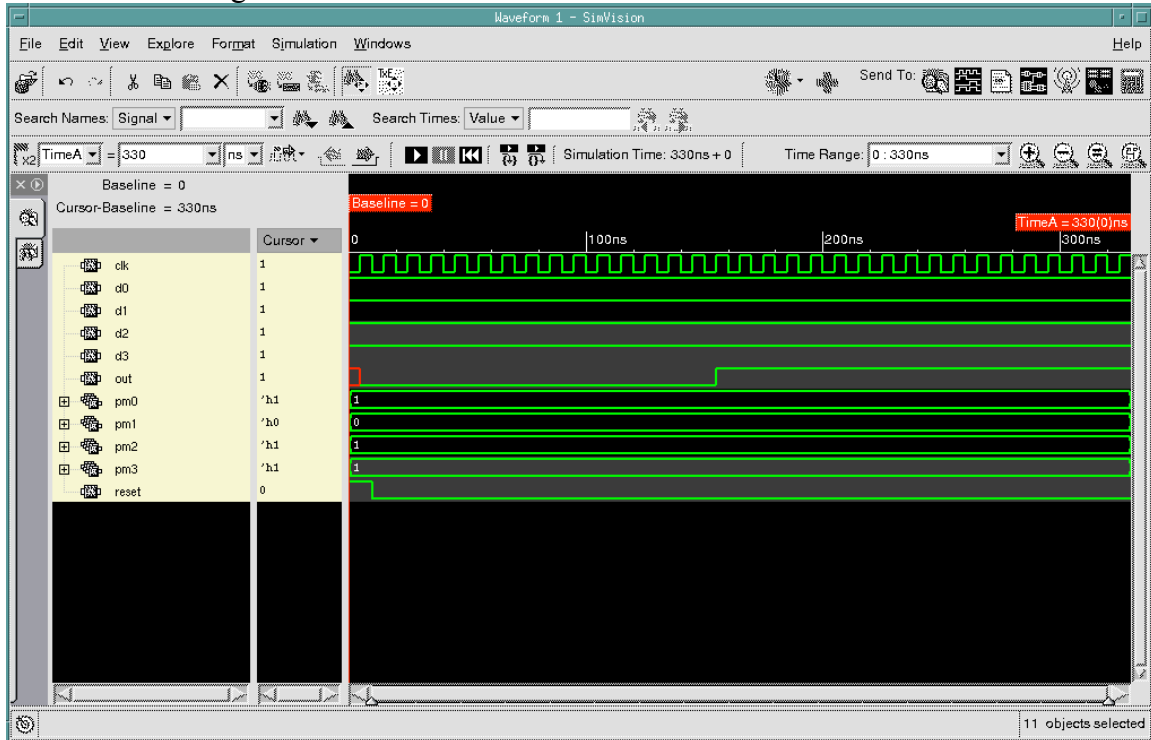 Waveform 1 - SimVision
File Edit View Explore Format Simulation Windows Help
TXE
Send To:
Search Names: Signal Search Times: Value
x2 TimeA = 330 ns Simulation Time: 330ns + 0 Time Range: 0 : 330ns
Baseline = 0
Cursor-Baseline = 330ns
Baseline = 0
TimeA = 330(0)ns
Cursor 0 100ns 200ns 300ns
clk 1
d0 1
d1 1
d2 1
d3 1
out 1
pm0 'h1 1
pm1 'h0 0
pm2 'h1 1
pm3 'h1 1
reset 0
11 objects selected